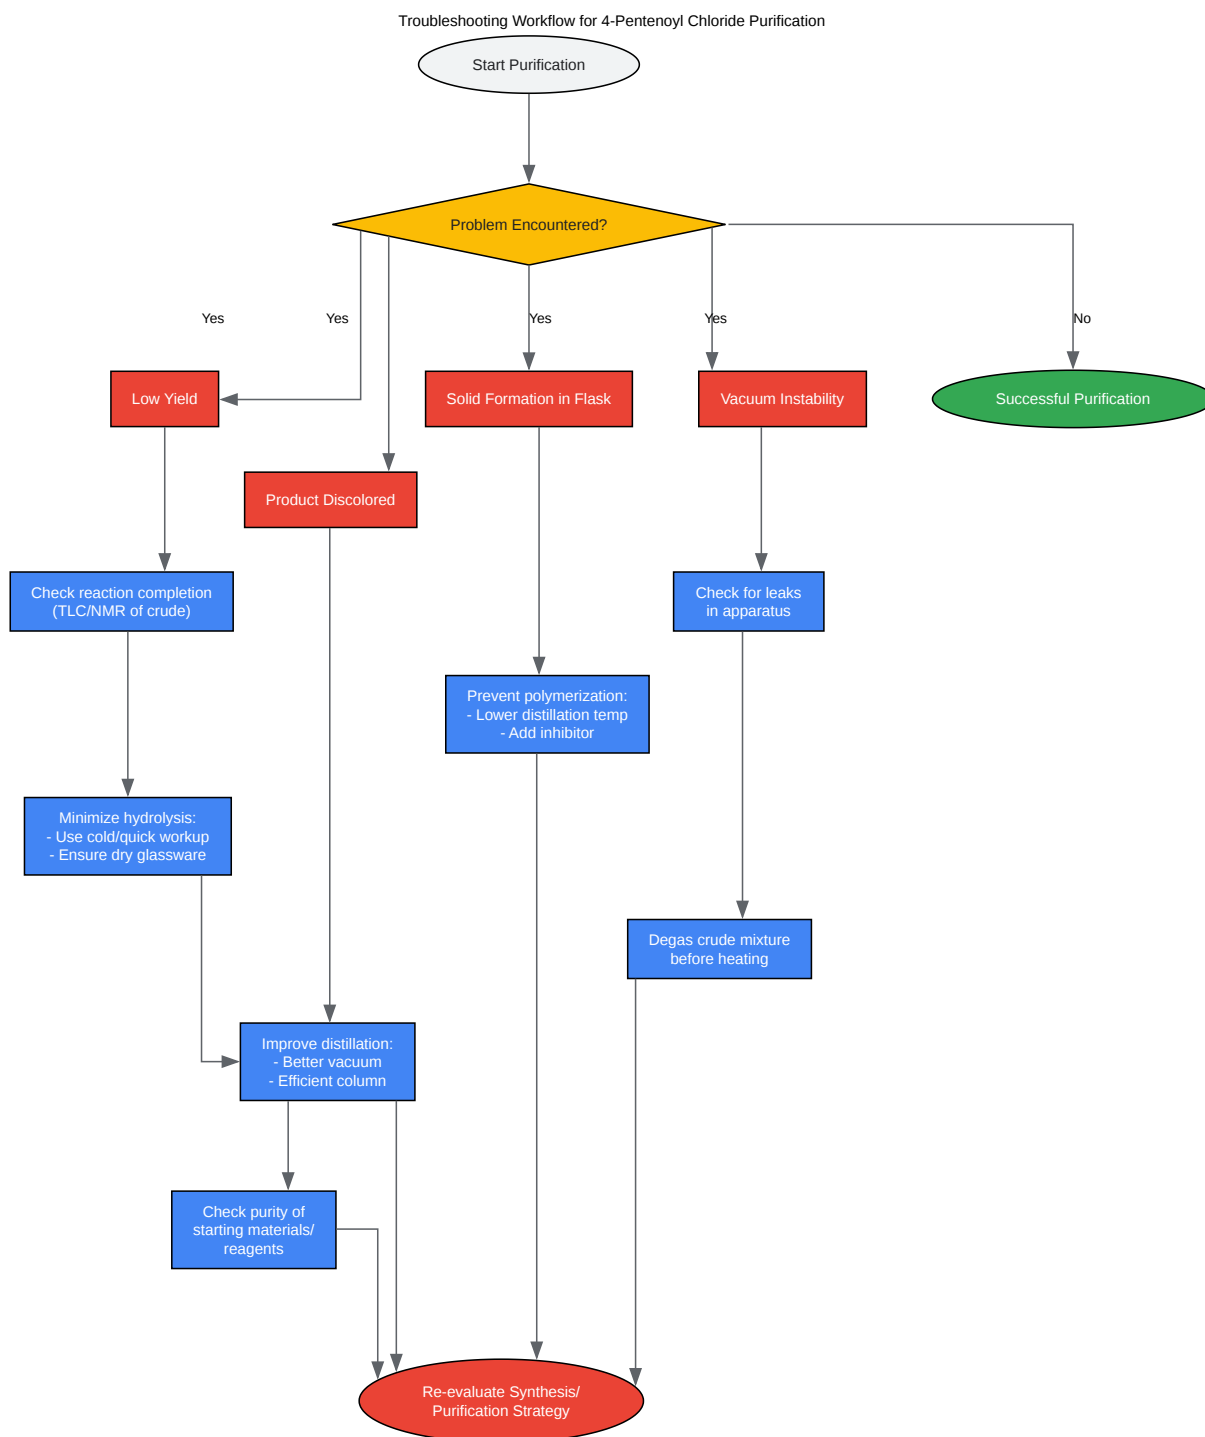 Troubleshooting Workflow for 4-Pentenoyl Chloride Purification
Start Purification
Problem Encountered?
Yes
Yes
Yes
Yes
No
Low Yield
Solid Formation in Flask
Vacuum Instability
Successful Purification
Product Discolored
Check reaction completion
(TLC/NMR of crude)
Check for leaks
in apparatus
Prevent polymerization:
- Lower distillation temp
- Add inhibitor
Minimize hydrolysis:
- Use cold/quick workup
- Ensure dry glassware
Degas crude mixture
before heating
Improve distillation:
- Better vacuum
- Efficient column
Check purity of
starting materials/
reagents
Re-evaluate Synthesis/
Purification Strategy